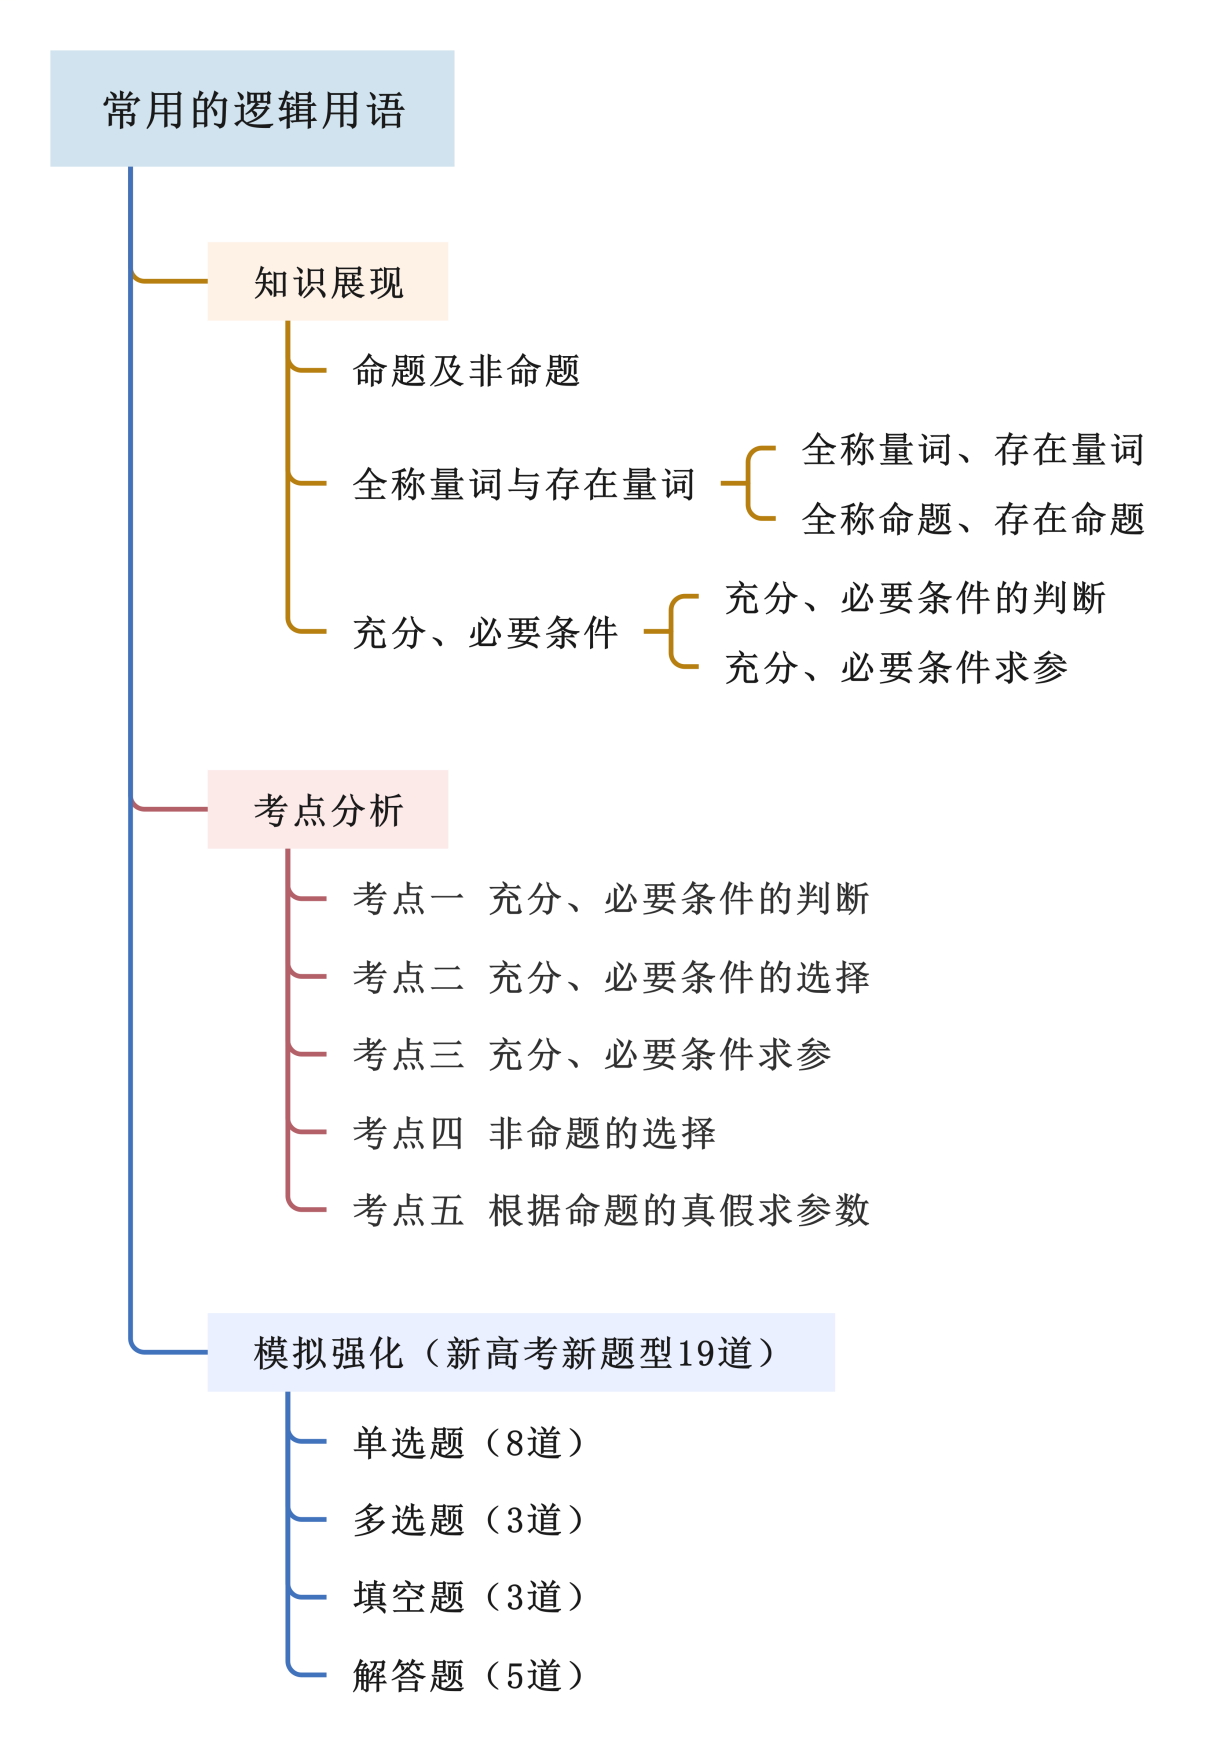 常用的逻辑用语
知识展现
命题及非命题
全称量词与存在量词
全称量词、存在量词
全称命题、存在命题
充分、必要条件
充分、必要条件的判断
充分、必要条件求参
考点分析
考点一 充分、必要条件的判断
考点二 充分、必要条件的选择
考点三 充分、必要条件求参
考点四 非命题的选择
考点五 根据命题的真假求参数
模拟强化（新高考新题型19道）
单选题（8道）
多选题（3道）
填空题（3道）
解答题（5道）